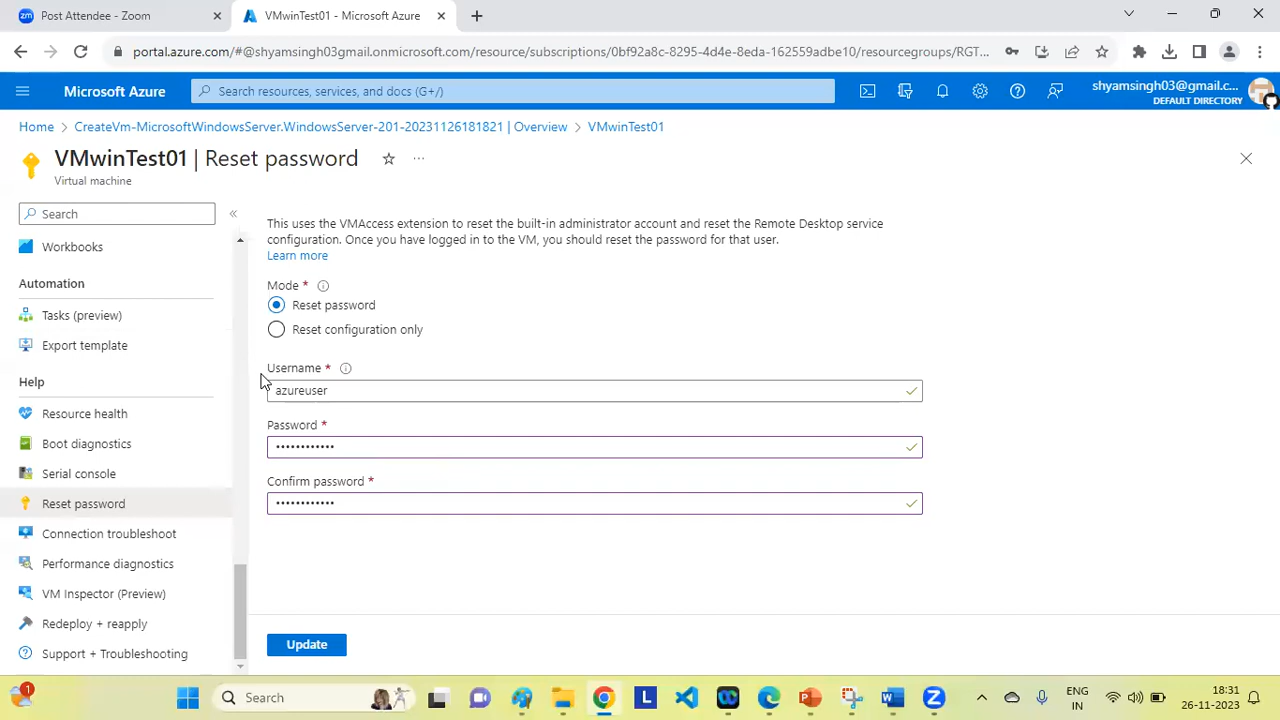 Post Attendee - Zoom
VMwinTest01 - Microsoft Azure
portal.azure.com/#@shyamsingh03gmail.onmicrosoft.com/resource/subscriptions/0bf92a8c-8295-4d4e-8eda-162559adbe10/resourcegroups/RGT...
Microsoft Azure
Search resources, services, and docs (G+/)
shyamsingh03@gmail.c...
DEFAULT DIRECTORY
Home > CreateVm-MicrosoftWindowsServer.WindowsServer-201-20231126181821 | Overview > VMwinTest01
VMwinTest01 | Reset password
Virtual machine
Search
Workbooks
Automation
Tasks (preview)
Export template
Help
Resource health
Boot diagnostics
Serial console
Reset password
Connection troubleshoot
Performance diagnostics
VM Inspector (Preview)
Redeploy + reapply
Support + Troubleshooting
This uses the VMAccess extension to reset the built-in administrator account and reset the Remote Desktop service
configuration. Once you have logged in to the VM, you should reset the password for that user.
Learn more
Mode *
Reset password
Reset configuration only
Username *
azureuser
Password *
••••••••••••
Confirm password *
••••••••••••
Update
1
Search
ENG
IN
18:31
26-11-2023